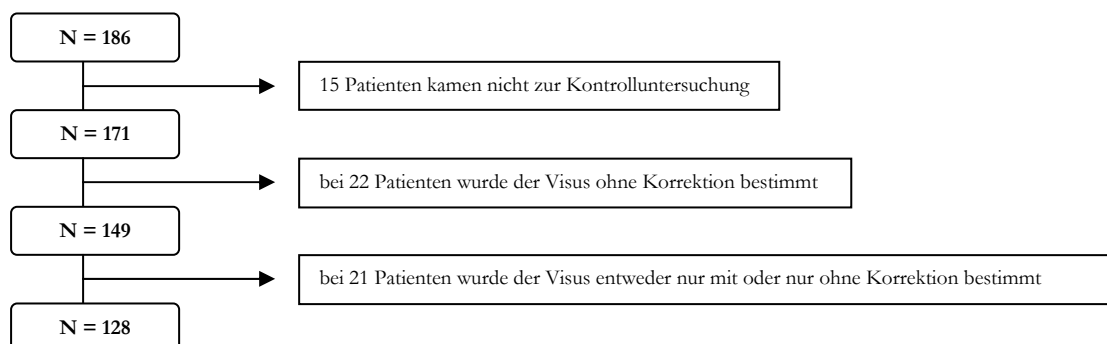 N = 186
15 Patienten kamen nicht zur Kontrolluntersuchung
N = 171
bei 22 Patienten wurde der Visus ohne Korrektion bestimmt
N = 149
bei 21 Patienten wurde der Visus entweder nur mit oder nur ohne Korrektion bestimmt
N = 128